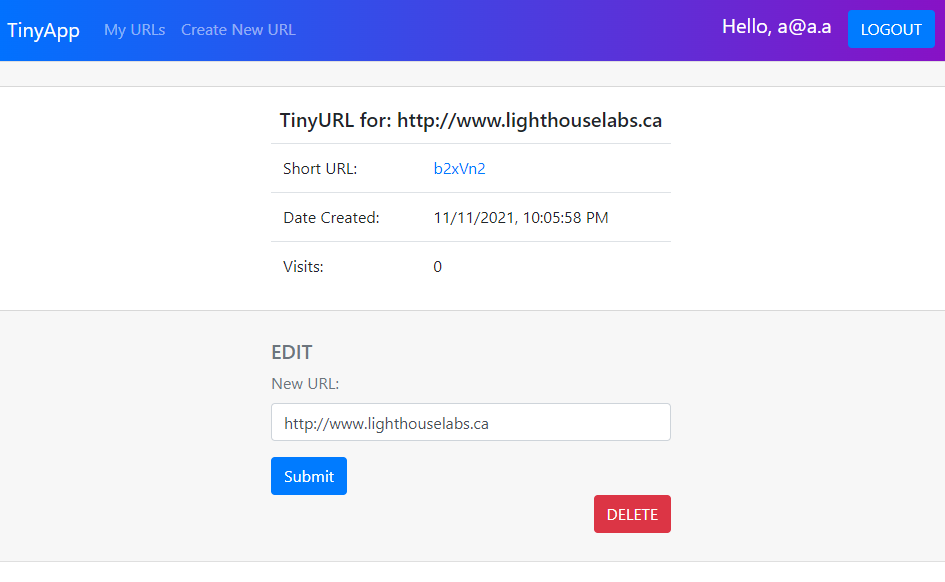 TinyApp My URLs Create New URL Hello, a@a.a LOGOUT
TinyURL for: http://www.lighthouselabs.ca
Short URL: b2xVn2
Date Created: 11/11/2021, 10:05:58 PM
Visits: 0
EDIT
New URL:
http://www.lighthouselabs.ca
Submit
DELETE